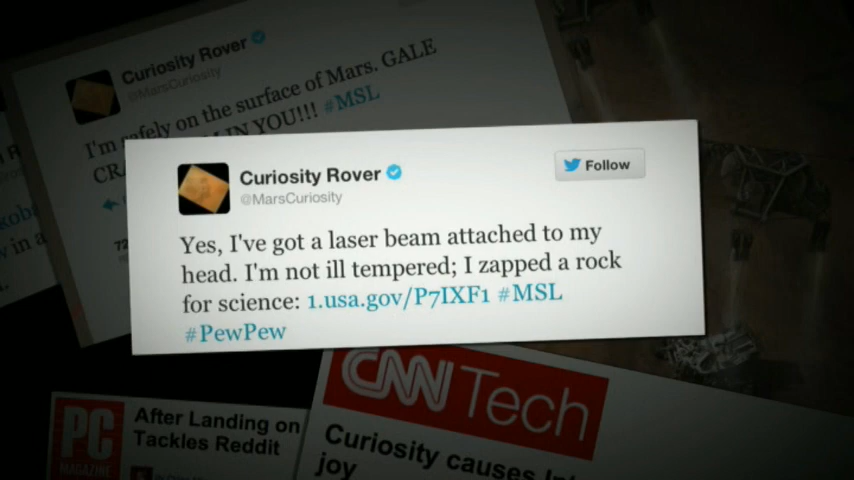 Curiosity Rover
@MarsCuriosity
I'm safely on the surface of Mars. GALE
IN YOU!!! #MSL
Curiosity Rover
@MarsCuriosity
Follow
Yes, I've got a laser beam attached to my
head. I'm not ill tempered; I zapped a rock
for science: 1.usa.gov/P7IXF1 #MSL
#PewPew
CNN Tech
Curiosity causes
joy
PC
MAGAZINE
After Landing on
Tackles Reddit